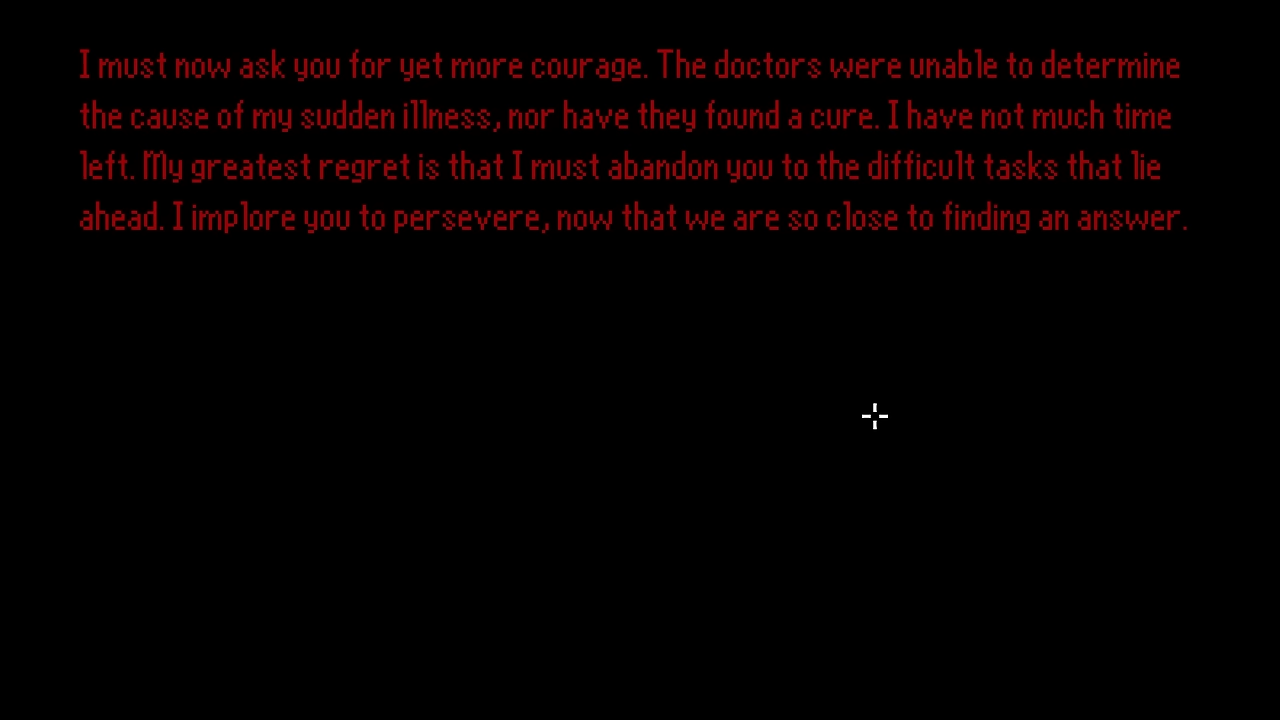 I must now ask you for yet more courage. The doctors were unable to determine
the cause of my sudden illness, nor have they found a cure. I have not much time
left. My greatest regret is that I must abandon you to the difficult tasks that lie
ahead. I implore you to persevere, now that we are so close to finding an answer.